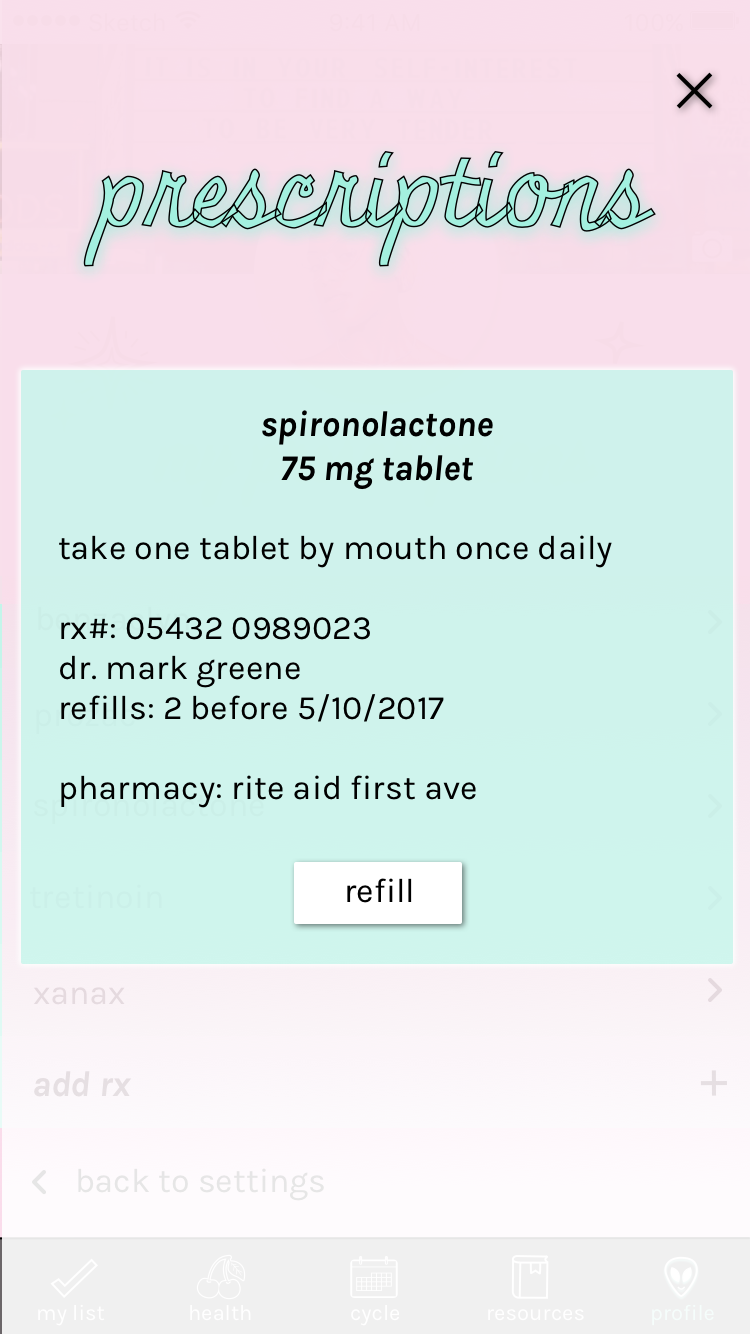 Sketch 9:41 AM 100%
prescriptions
spironolactone
75 mg tablet
take one tablet by mouth once daily
rx#: 05432 0989023
dr. mark greene
refills: 2 before 5/10/2017
pharmacy: rite aid first ave
spironolactone
tretinoin
refill
xanax
add rx
back to settings
my list health cycle resources profile